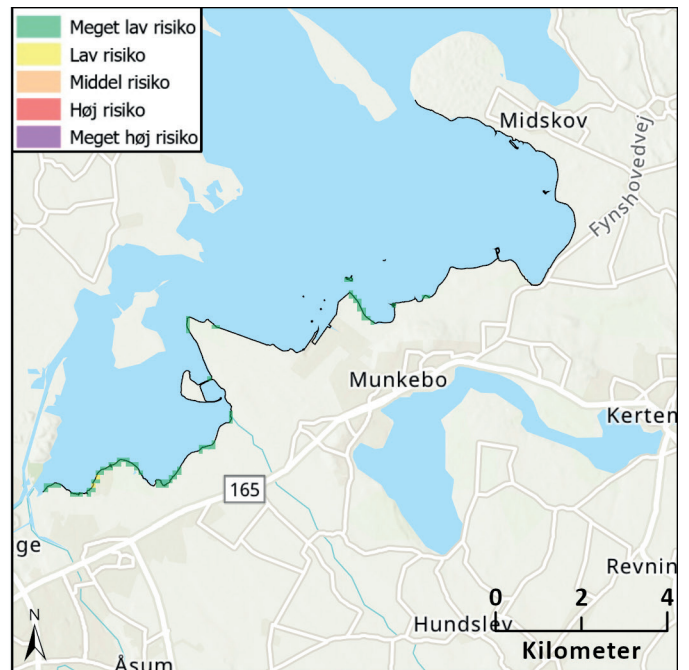 Meget lav risiko
Lav risiko
Middel risiko
Høj risiko
Meget høj risiko
Midskov
Fynshovedvej
Munkebo
Kertem
165
ge
Revnin
0 2 4
Hundslev
Kilometer
N
Åsum